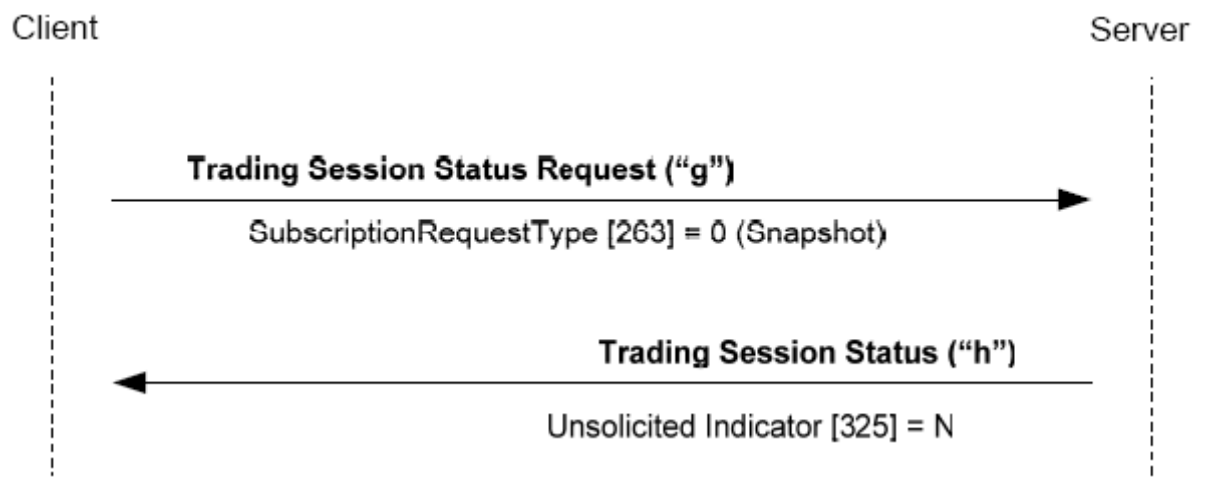 Client
Server
Trading Session Status Request (“g”)
SubscriptionRequestType [263] = 0 (Snapshot)
Trading Session Status (“h”)
Unsolicited Indicator [325] = N